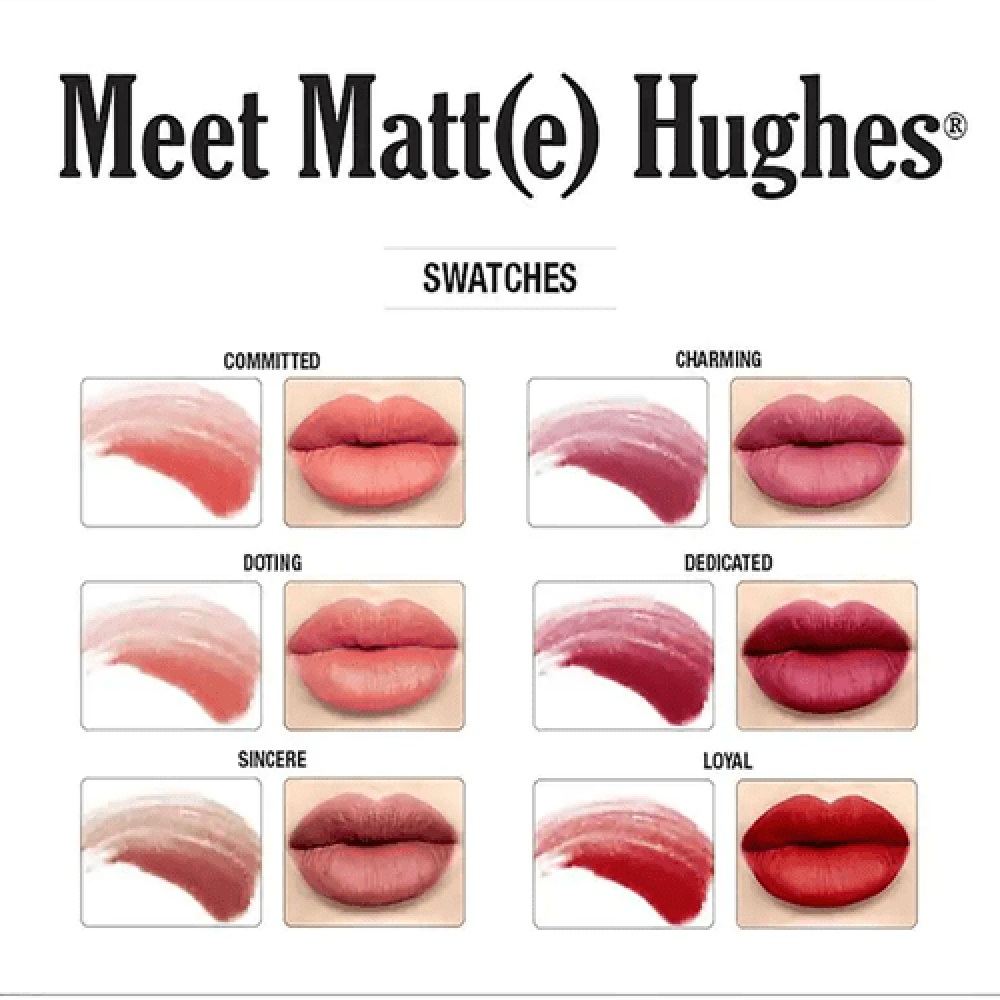 Meet Matt(e) Hughes®
SWATCHES
COMMITTED
CHARMING
DOTING
DEDICATED
SINCERE
LOYAL